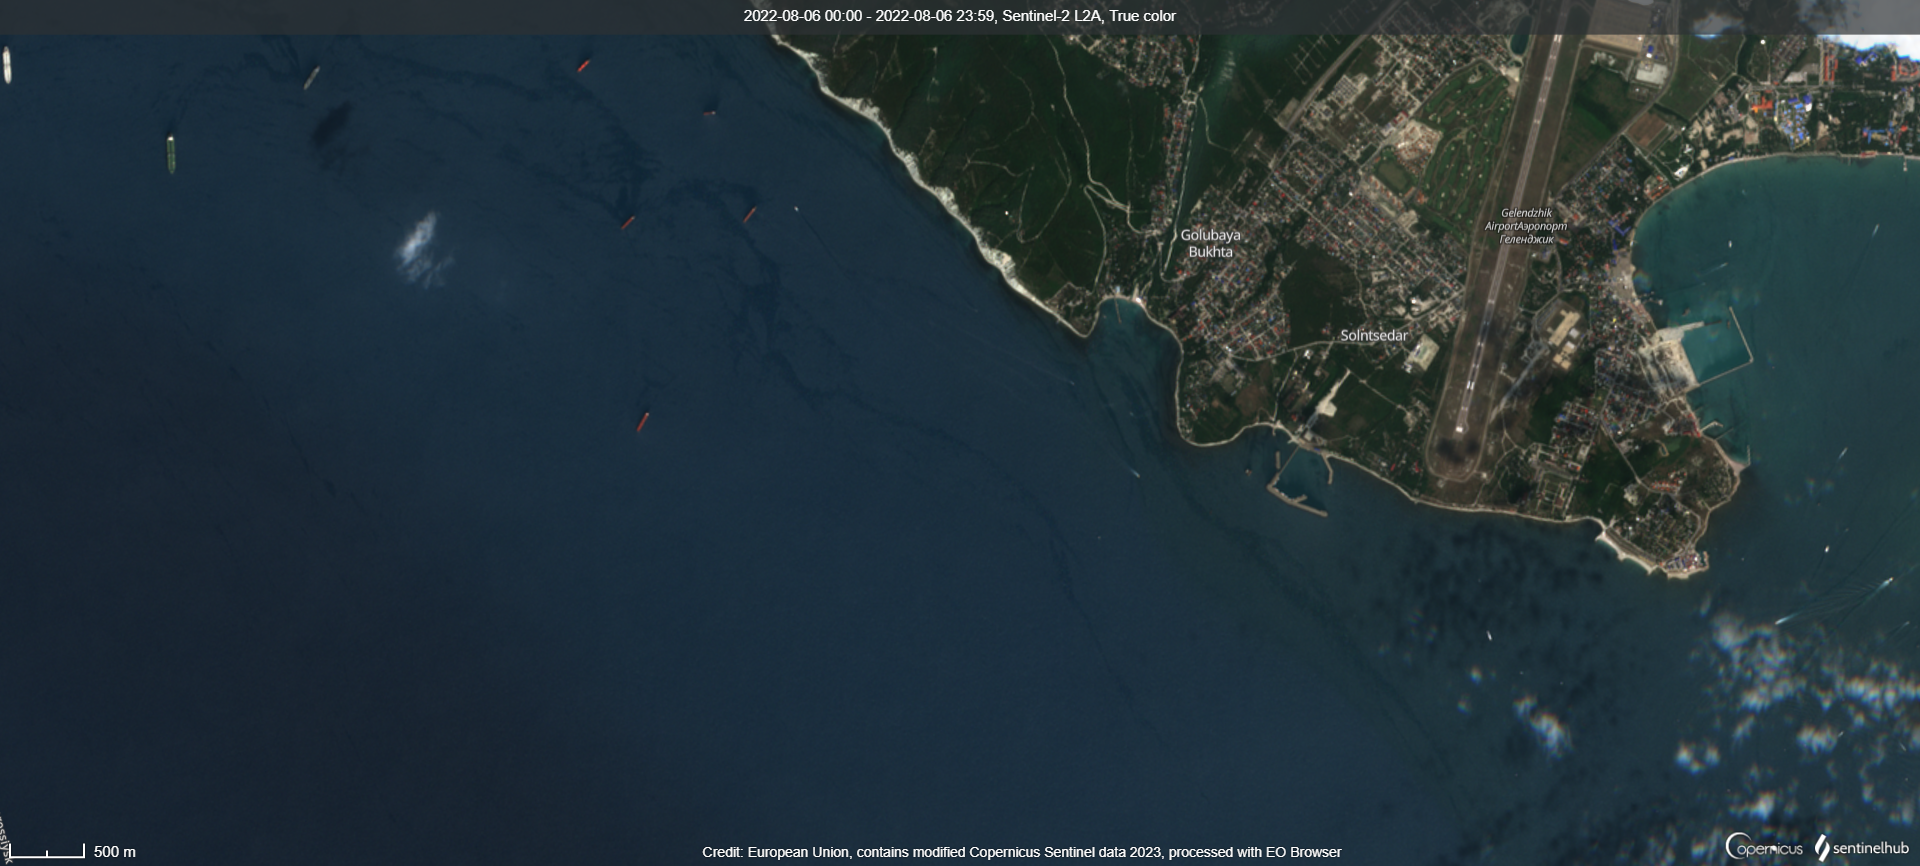 2022-08-06 00:00 - 2022-08-06 23:59, Sentinel-2 L2A, True color
Gelendzhik
AirportАэропорт
Геленджик
Golubaya
Bukhta
Solntsedar
500 m
Credit: European Union, contains modified Copernicus Sentinel data 2023, processed with EO Browser
Copernicus
sentinelhub